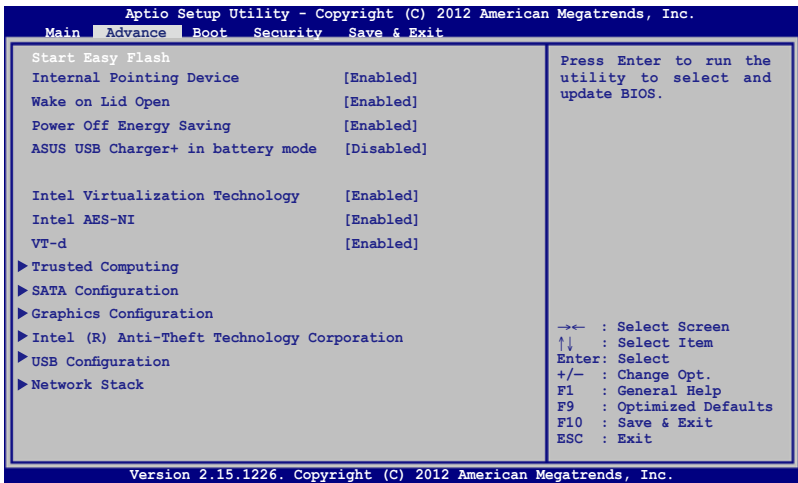 Aptio Setup Utility - Copyright (C) 2012 American Megatrends, Inc.
Main Advance Boot Security Save & Exit
Start Easy Flash
Internal Pointing Device [Enabled]
Wake on Lid Open [Enabled]
Power Off Energy Saving [Enabled]
ASUS USB Charger+ in battery mode [Disabled]
Intel Virtualization Technology [Enabled]
Intel AES-NI [Enabled]
VT-d [Enabled]
Trusted Computing
SATA Configuration
Graphics Configuration
Intel (R) Anti-Theft Technology Corporation
USB Configuration
Network Stack
Press Enter to run the
utility to select and
update BIOS.
→← : Select Screen
↑↓ : Select Item
Enter: Select
+/— : Change Opt.
F1 : General Help
F9 : Optimized Defaults
F10 : Save & Exit
ESC : Exit
Version 2.15.1226. Copyright (C) 2012 American Megatrends, Inc.